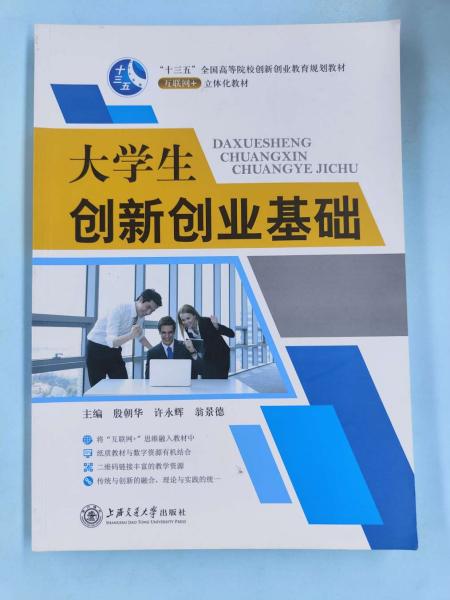 十三五
“十三五”全国高等院校创新创业教育规划教材
互联网+ 立体化教材
大学生
DAXUESHENG
CHUANGXIN
CHUANGYE JICHU
创新创业基础
主编 殷朝华 许永辉 翁景德
将“互联网+”思维融入教材中
纸质教材与数字资源有机结合
二维码链接丰富的教学资源
传统与创新的融合、理论与实践的统一
上海交通大学出版社
SHANGHAI JIAO TONG UNIVERSITY PRESS